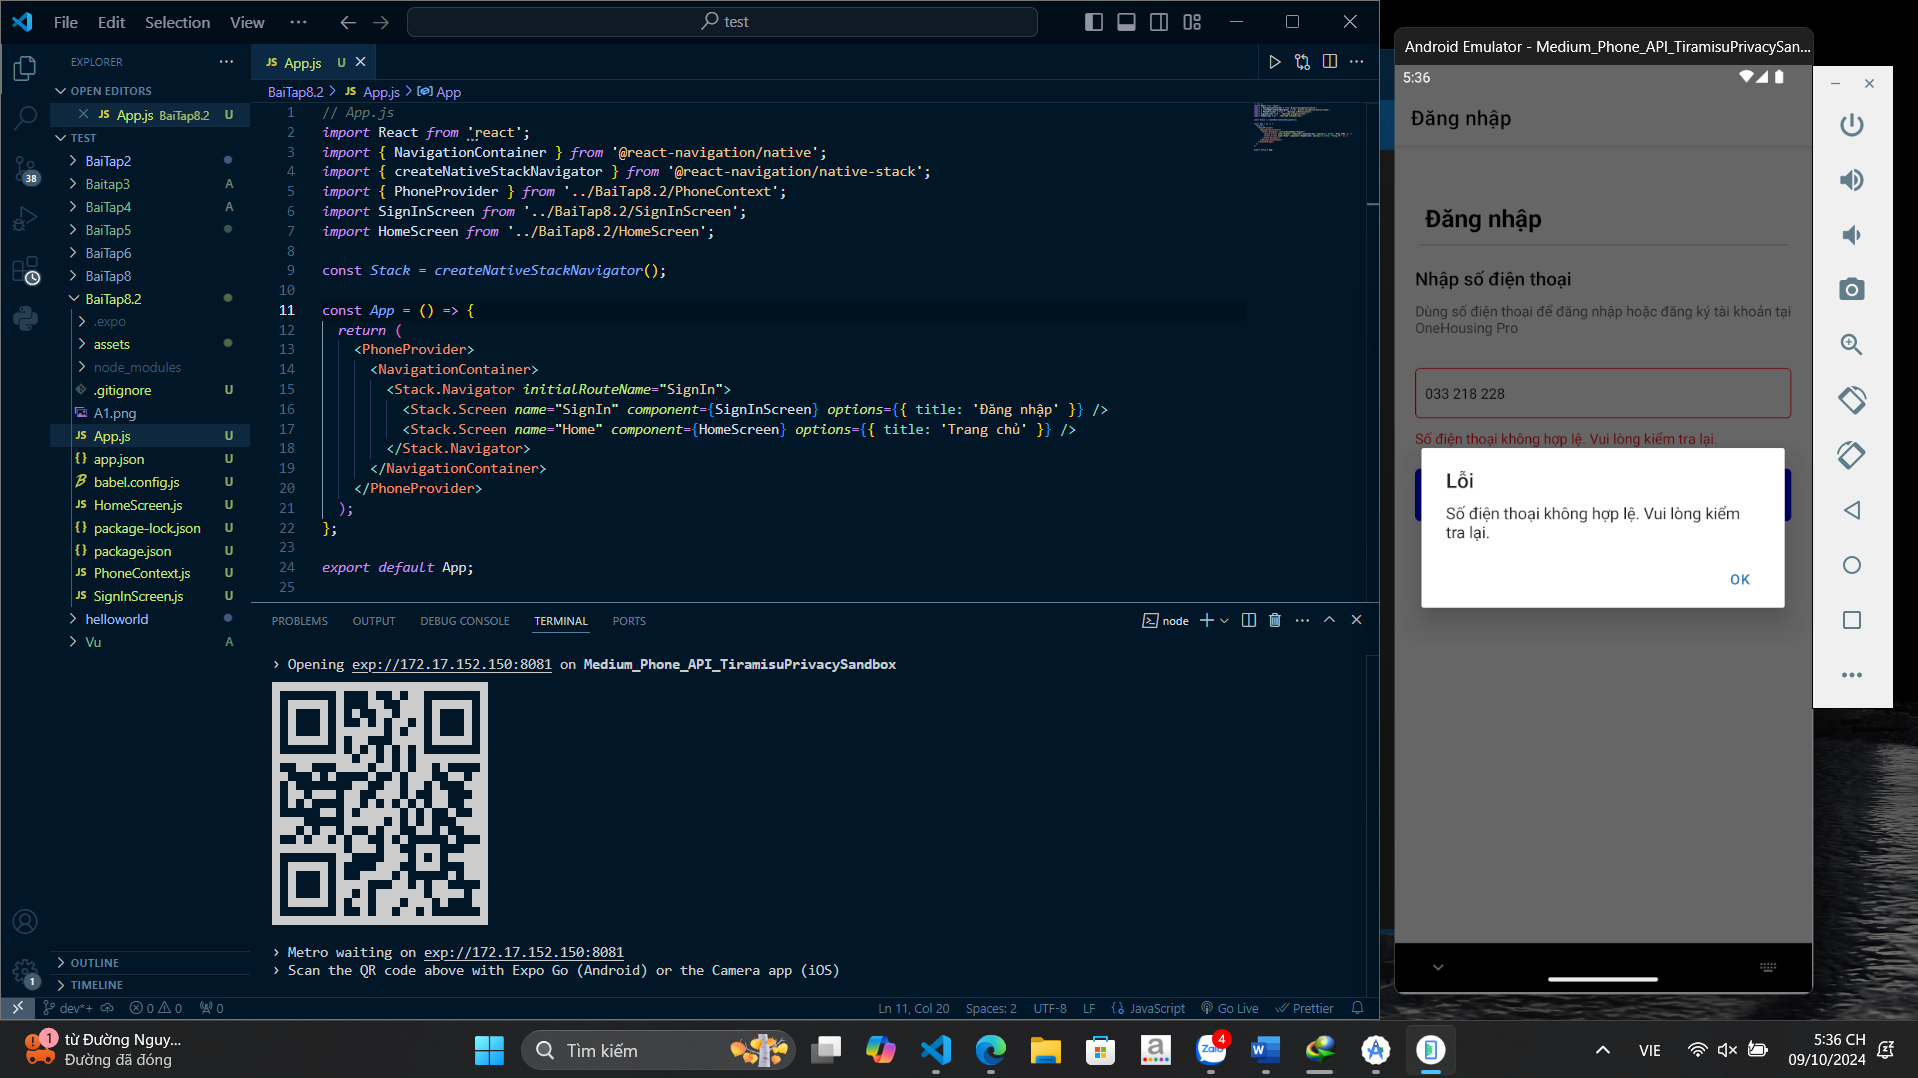 File Edit Selection View ··· test
EXPLORER
OPEN EDITORS
App.js BaiTap8.2 U
TEST
BaiTap2
Baitap3 A
BaiTap4 A
BaiTap5
BaiTap6
BaiTap8
BaiTap8.2
.expo
assets
node_modules
.gitignore U
A1.png
JS App.js U
{} app.json U
babel.config.js U
JS HomeScreen.js U
{} package-lock.json U
{} package.json U
JS PhoneContext.js U
JS SignInScreen.js U
helloworld
Vu A
OUTLINE
TIMELINE
38
1
JS App.js U
BaiTap8.2 > JS App.js > App
1 // App.js
2 import React from 'react';
3 import { NavigationContainer } from '@react-navigation/native';
4 import { createNativeStackNavigator } from '@react-navigation/native-stack';
5 import { PhoneProvider } from '../BaiTap8.2/PhoneContext';
6 import SignInScreen from '../BaiTap8.2/SignInScreen';
7 import HomeScreen from '../BaiTap8.2/HomeScreen';
8
9 const Stack = createNativeStackNavigator();
10
11 const App = () => {
12 return (
13 <PhoneProvider>
14 <NavigationContainer>
15 <Stack.Navigator initialRouteName="SignIn">
16 <Stack.Screen name="SignIn" component={SignInScreen} options={{ title: 'Đăng nhập' }} />
17 <Stack.Screen name="Home" component={HomeScreen} options={{ title: 'Trang chủ' }} />
18 </Stack.Navigator>
19 </NavigationContainer>
20 </PhoneProvider>
21 );
22 };
23
24 export default App;
25
PROBLEMS OUTPUT DEBUG CONSOLE TERMINAL PORTS node
› Opening exp://172.17.152.150:8081 on Medium_Phone_API_TiramisuPrivacySandbox
› Metro waiting on exp://172.17.152.150:8081
› Scan the QR code above with Expo Go (Android) or the Camera app (iOS)
dev*+ 0 0 0 Ln 11, Col 20 Spaces: 2 UTF-8 LF {} JavaScript Go Live Prettier
Android Emulator - Medium_Phone_API_TiramisuPrivacySan...
5:36
Đăng nhập
Đăng nhập
Nhập số điện thoại
Dùng số điện thoại để đăng nhập hoặc đăng ký tài khoản tại
OneHousing Pro
033 218 228
Số điện thoại không hợp lệ. Vui lòng kiểm tra lại.
Lỗi
Số điện thoại không hợp lệ. Vui lòng kiểm
tra lại.
OK
1
từ Đường Nguy...
Đường đã đóng
Tìm kiếm
a
Zalo
4
W
VIE
5:36 CH
09/10/2024